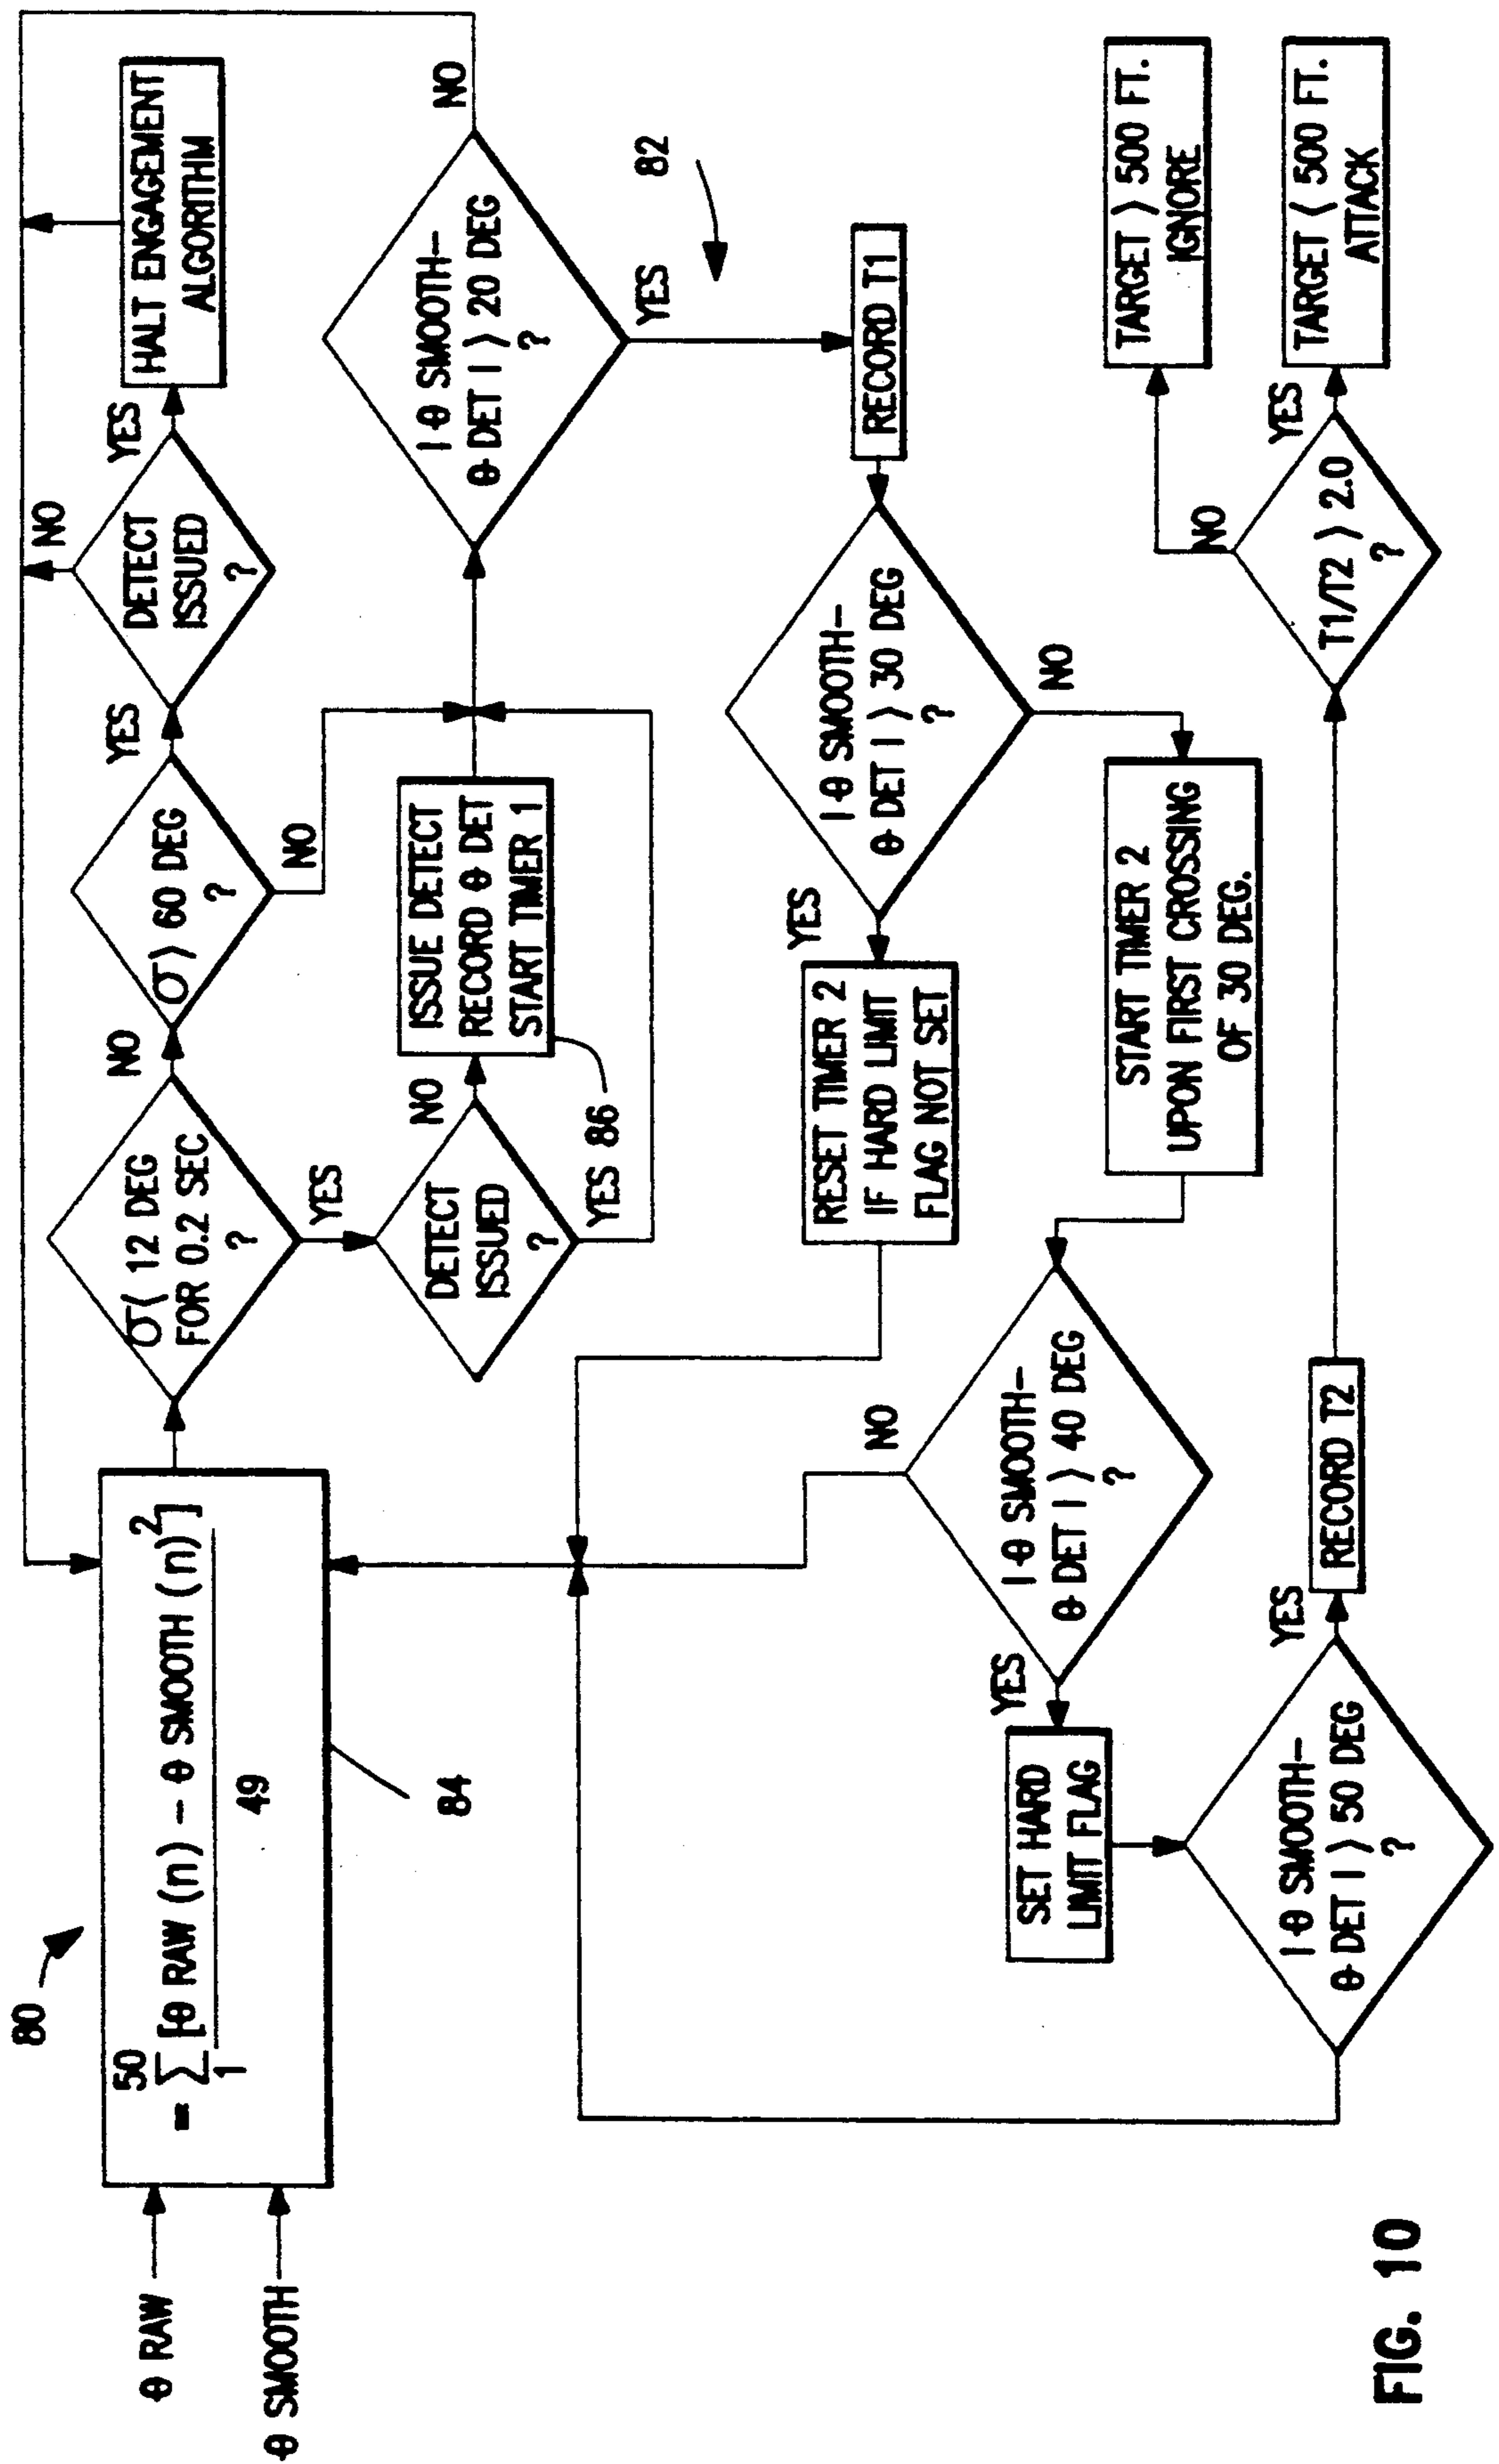 80
θ RAW
θ SMOOTH
50
= ∑ [θ RAW (n) − θ SMOOTH (n)]²
1
49
84
σ⟨ 12 DEG
FOR 0.2 SEC
?
NO
YES
σ⟩ 60 DEG
?
YES
NO
DETECT
ISSUED
?
NO
YES
HALT ENGAGEMENT
ALGORITHM
DETECT
ISSUED
?
NO
YES
86
ISSUE DETECT
RECORD θ DET
START TIMER 1
|θ SMOOTH−
θ DET| ⟩ 20 DEG
?
NO
YES
82
RECORD T1
|θ SMOOTH−
θ DET| ⟩ 30 DEG
?
YES
NO
RESET TIMER 2
IF HARD LIMIT
FLAG NOT SET
START TIMER 2
UPON FIRST CROSSING
OF 30 DEG.
|θ SMOOTH−
θ DET| ⟩ 40 DEG
?
NO
YES
SET HARD
LIMIT FLAG
|θ SMOOTH−
θ DET| ⟩ 50 DEG
?
YES
RECORD T2
T1/T2 ⟩ 2.0
?
NO
YES
TARGET ⟩ 500 FT.
IGNORE
TARGET ⟨ 500 FT.
ATTACK
FIG. 10